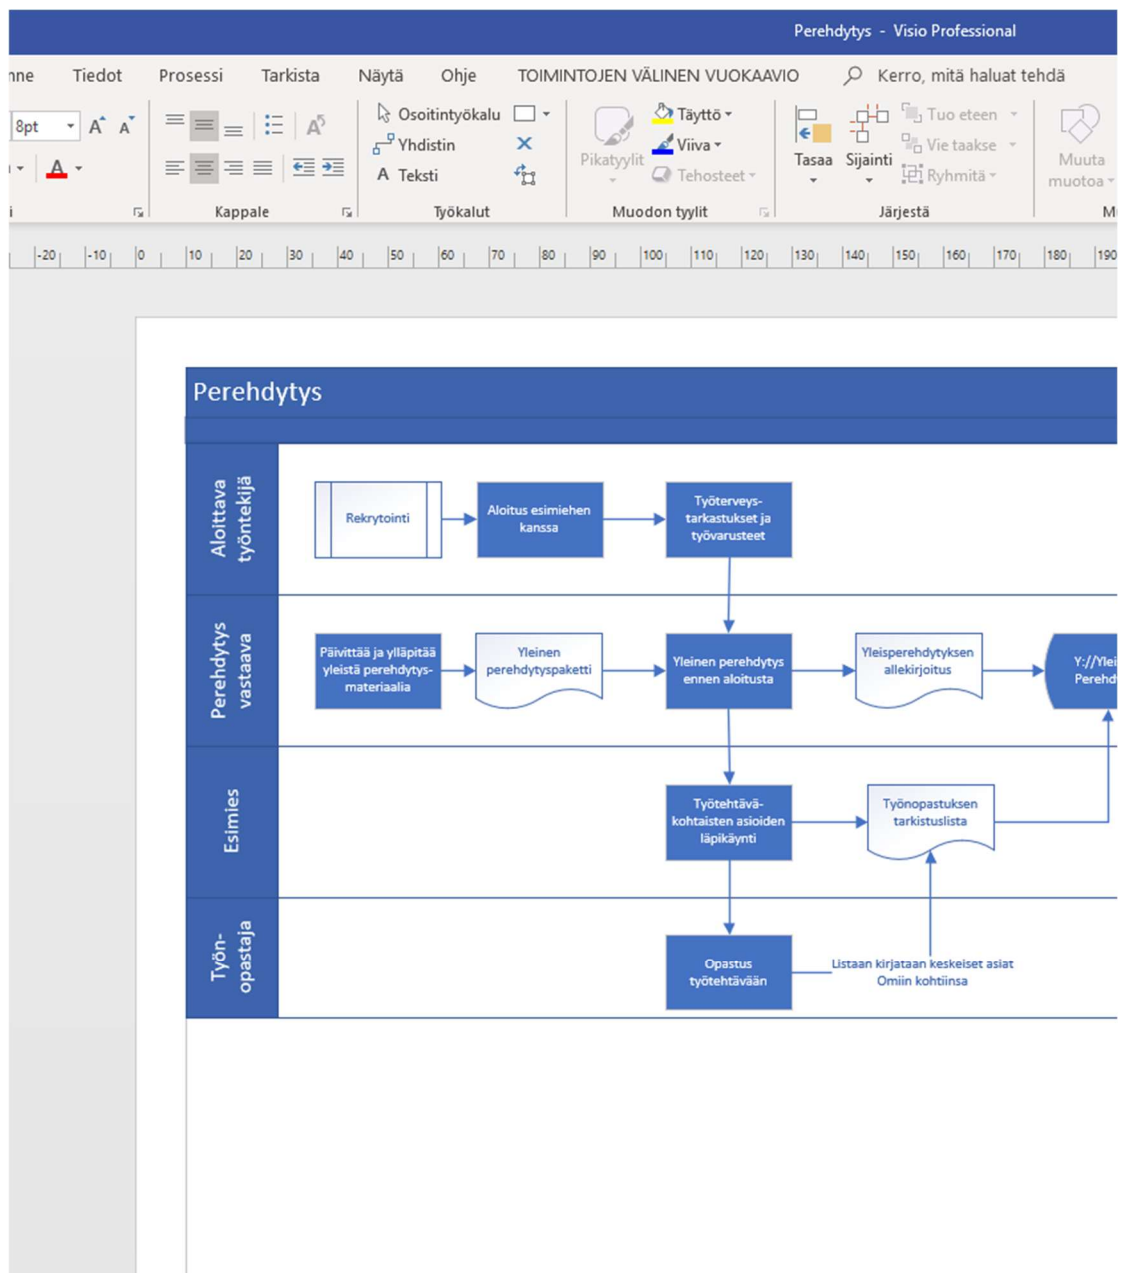 Perehdytys - Visio Professional
Tiedot Prosessi Tarkista Näytä Ohje TOIMINTOJEN VÄLINEN VUOKAAVIO Kerro, mitä haluat tehdä
8pt A A
A
Osoitintyökalu
Yhdistin
A Teksti
Pikatyylit
Täyttö
Viiva
Tehosteet
Tasaa
Sijainti
Tuo eteen
Vie taakse
Ryhmitä
Muuta
muotoa
Kappale Työkalut Muodon tyylit Järjestä
-20 -10 0 10 20 30 40 50 60 70 80 90 100 110 120 130 140 150 160 170 180 190
Perehdytys
Aloittava
työntekijä
Rekrytointi
Aloitus esimiehen
kanssa
Työterveys-
tarkastukset ja
työvarusteet
Perehdytys
vastaava
Päivittää ja ylläpitää
yleistä perehdytys-
materiaalia
Yleinen
perehdytyspaketti
Yleinen perehdytys
ennen aloitusta
Yleisperehdytyksen
allekirjoitus
Esimies
Työtehtävä-
kohtaisten asioiden
läpikäynti
Työnopastuksen
tarkistuslista
Työn-
opastaja
Opastus
työtehtävään
Listaan kirjataan keskeiset asiat
Omiin kohtiinsa